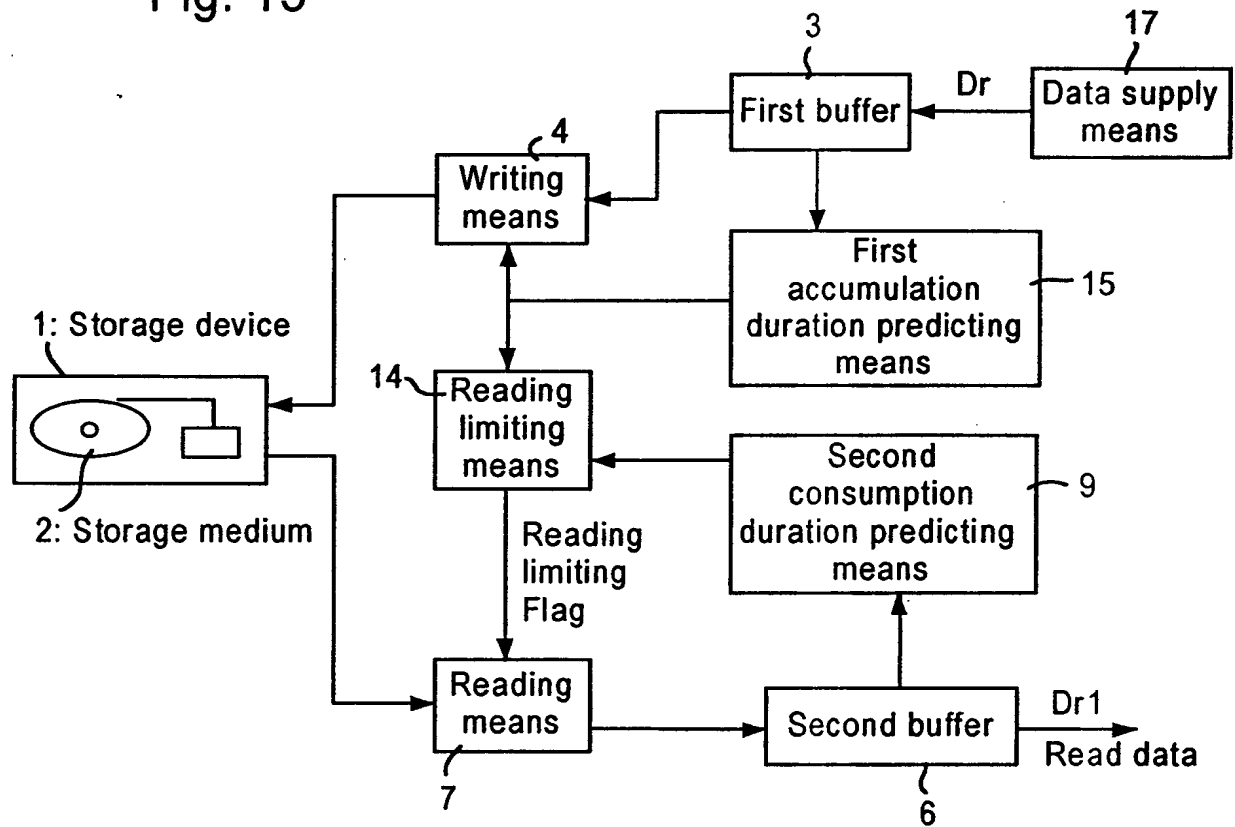 Fig.
3
17
Dr
First buffer
Data supply
means
4
Writing
means
First
accumulation
duration predicting
means
15
1: Storage device
14
Reading
limiting
means
Second
consumption
duration predicting
means
9
2: Storage medium
Reading
limiting
Flag
Reading
means
7
Second buffer
6
Dr1
Read data